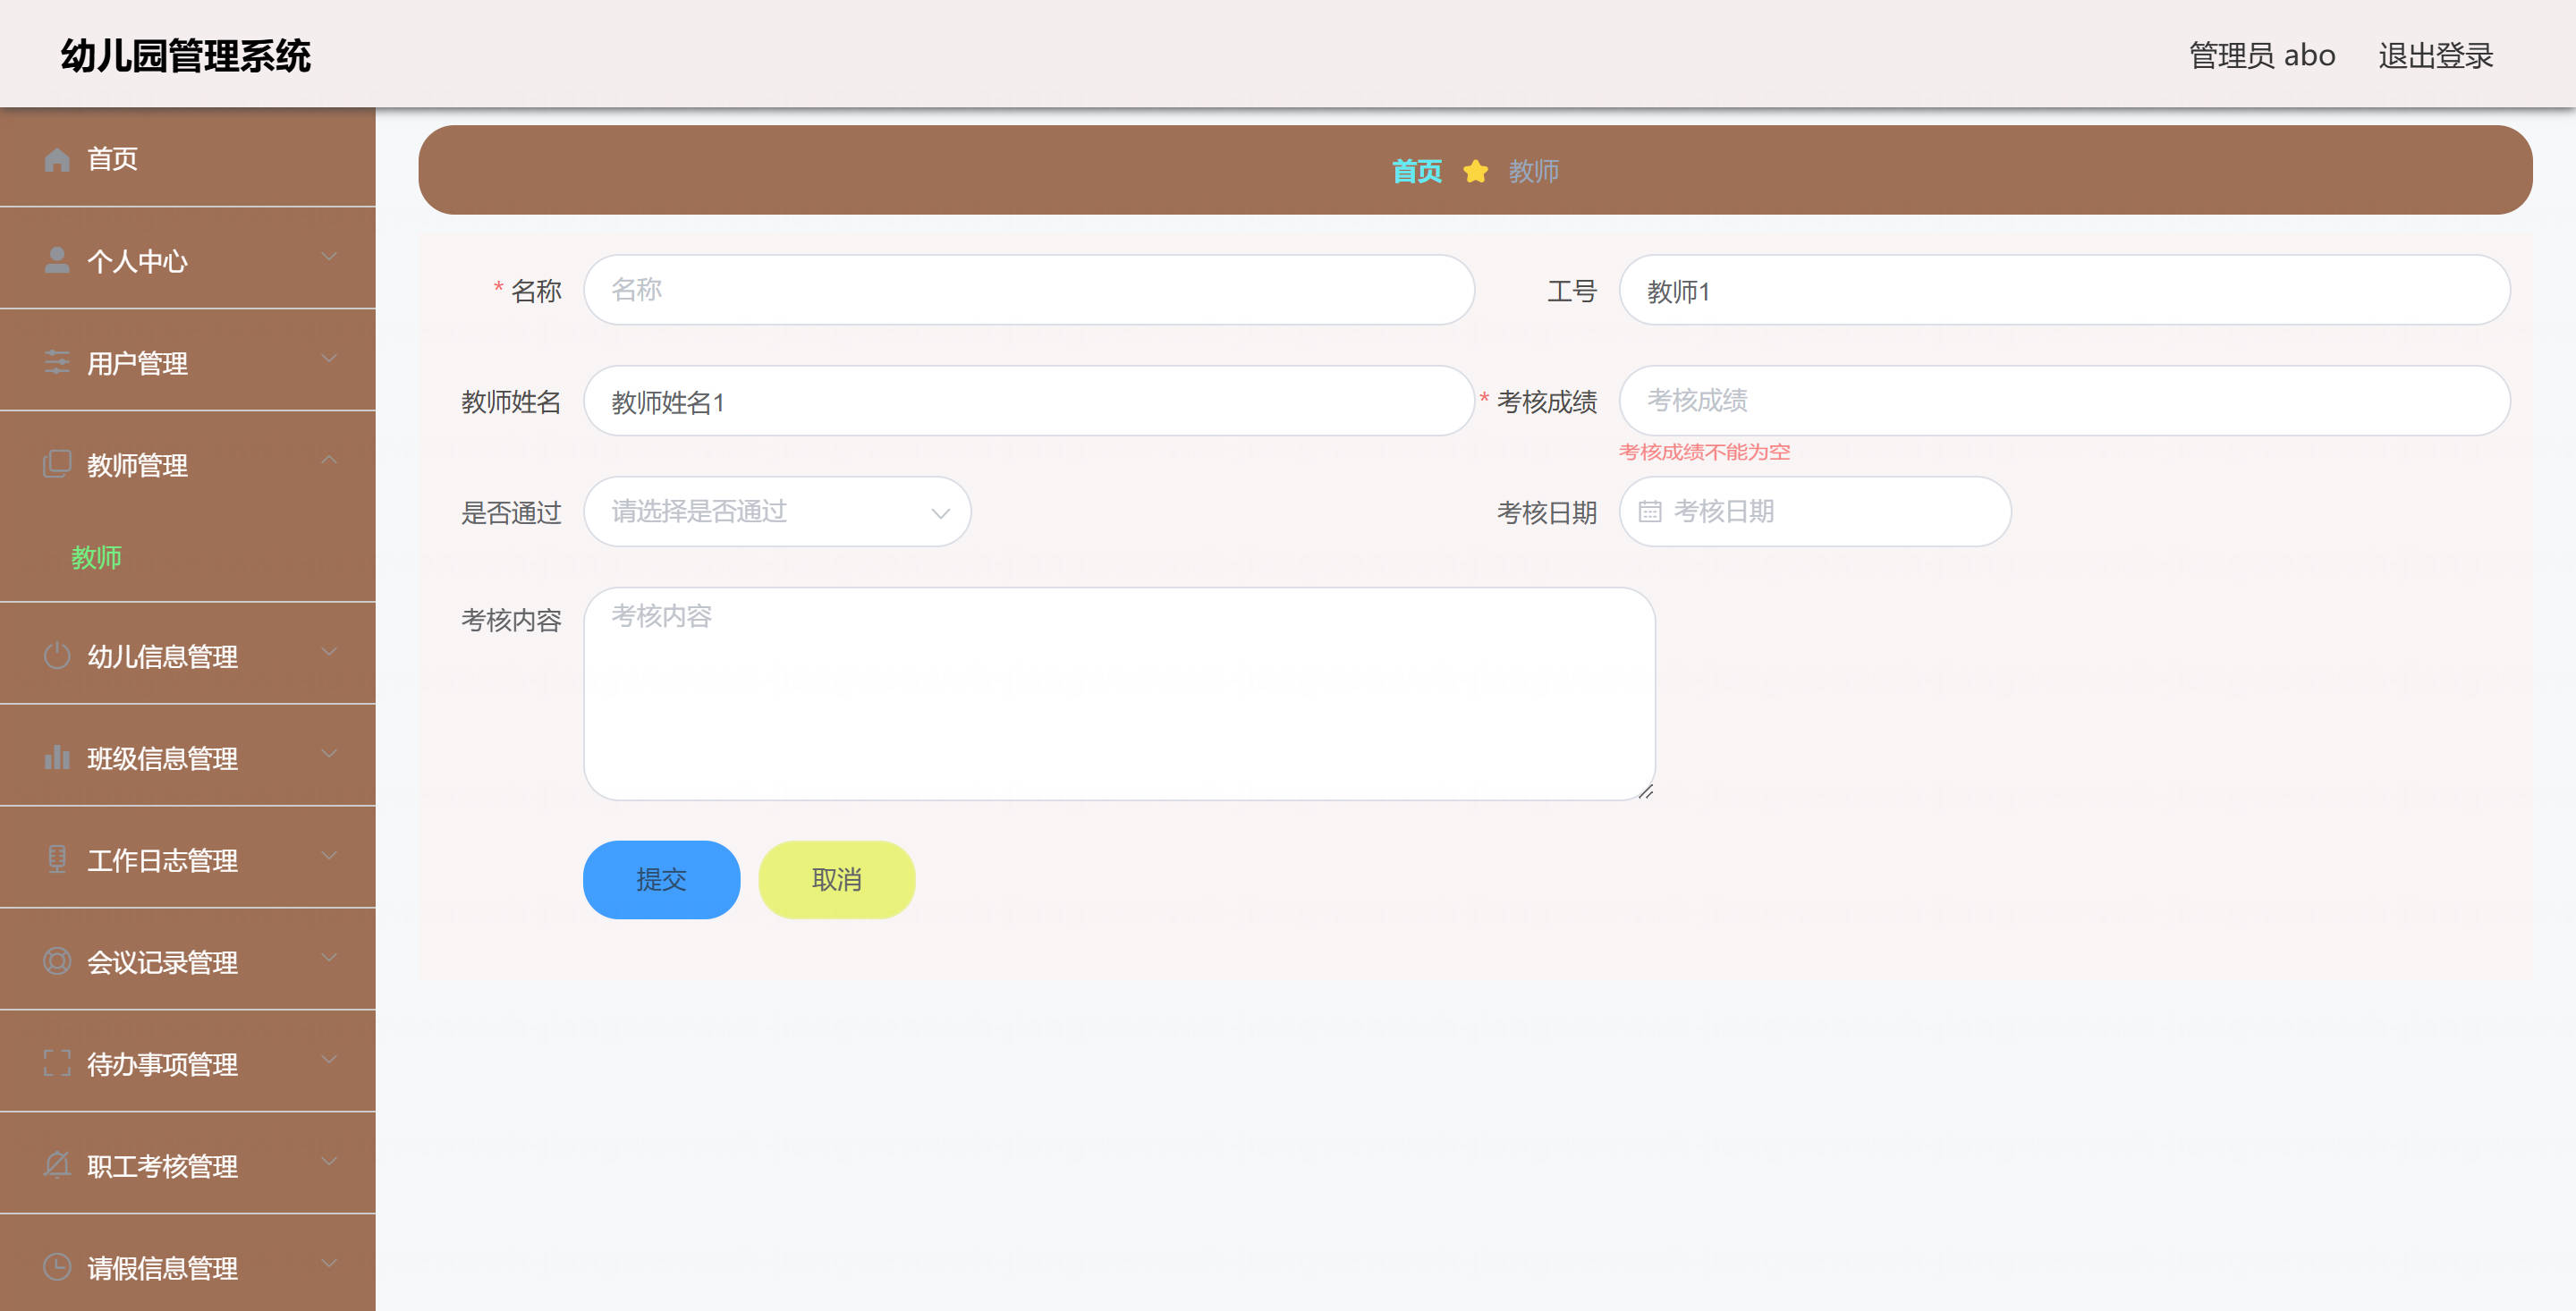 幼儿园管理系统
管理员 abo 退出登录
首页
个人中心
用户管理
教师管理
教师
幼儿信息管理
班级信息管理
工作日志管理
会议记录管理
待办事项管理
职工考核管理
请假信息管理
首页 教师
* 名称 名称 工号 教师1
教师姓名 教师姓名1 * 考核成绩 考核成绩
考核成绩不能为空
是否通过 请选择是否通过 考核日期 考核日期
考核内容 考核内容
提交 取消